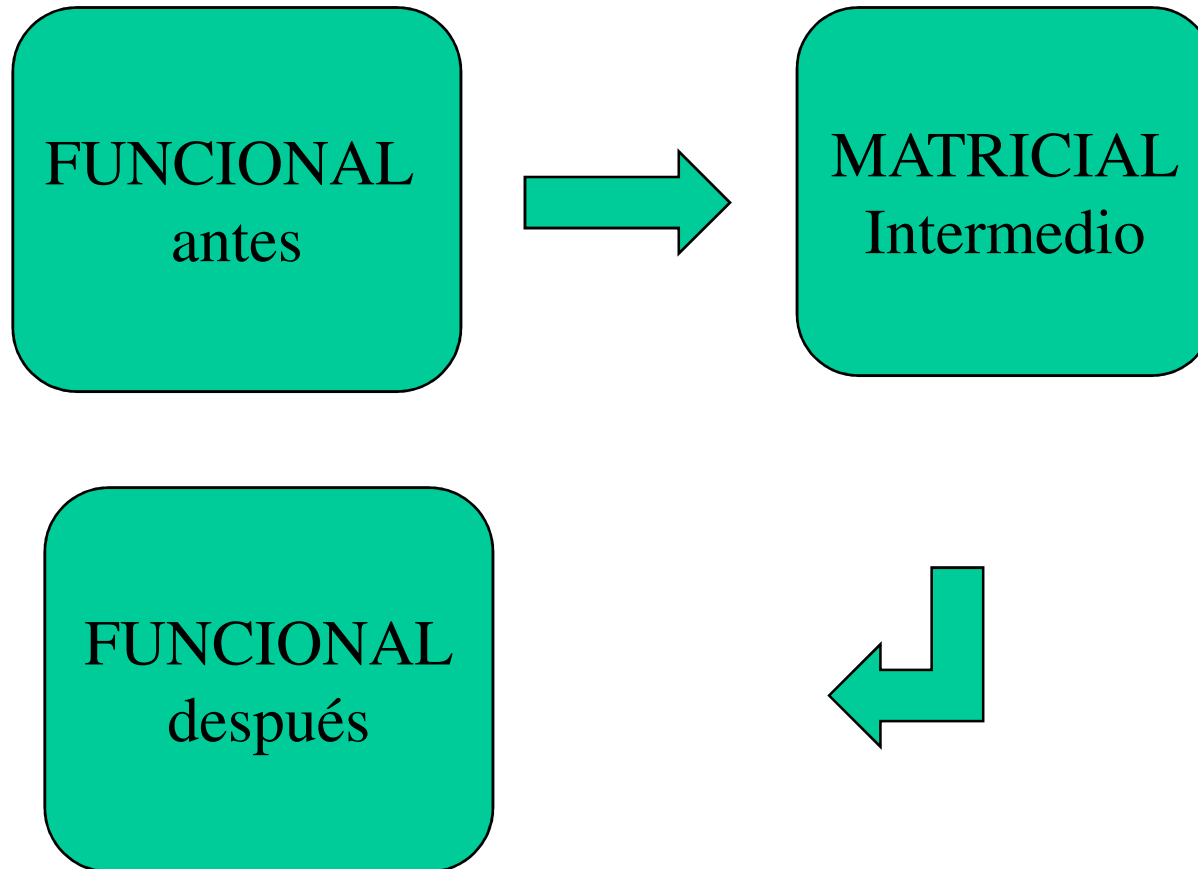 FUNCIONAL
antes
MATRICIAL
Intermedio
FUNCIONAL
después